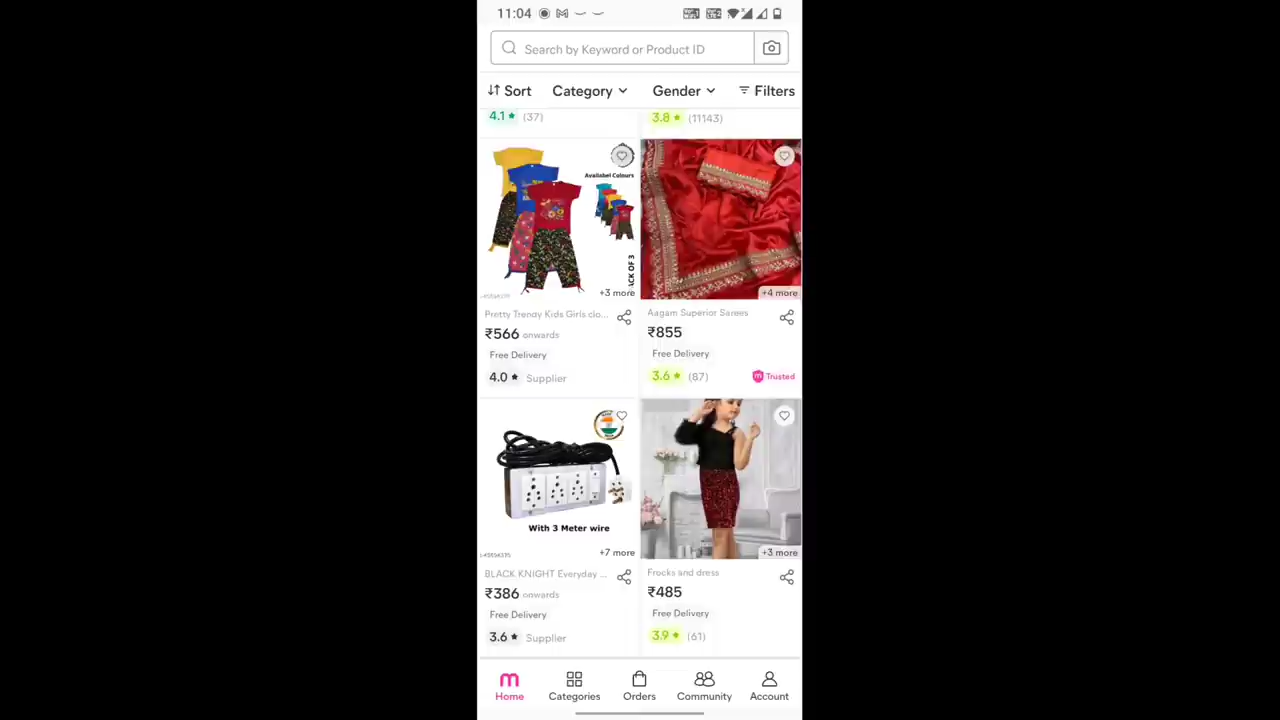 11:04
Search by Keyword or Product ID
Sort Category Gender Filters
4.1 ★ (37)
3.8 ★ (11143)
Availabel Colours
ACK OF 3
+3 more
+4 more
Pretty Trendy Kids Girls clo...
₹566 onwards
Free Delivery
4.0 ★ Supplier
Aagam Superior Sarees
₹855
Free Delivery
3.6 ★ (87)
m Trusted
With 3 Meter wire
+7 more
+3 more
BLACK KNIGHT Everyday ...
₹386 onwards
Free Delivery
3.6 ★ Supplier
Frocks and dress
₹485
Free Delivery
3.9 ★ (61)
m
Home Categories Orders Community Account